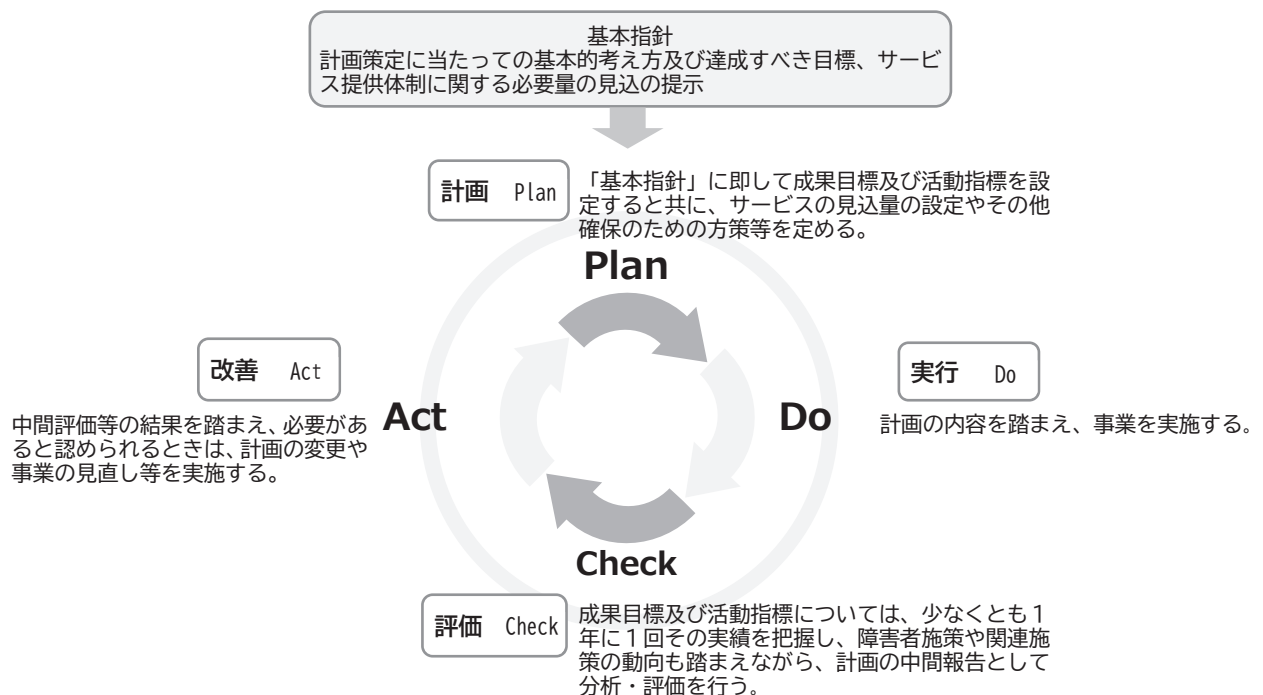 基本指針
計画策定に当たっての基本的考え方及び達成すべき目標、サービ
ス提供体制に関する必要量の見込の提示
計画 Plan
「基本指針」に即して成果目標及び活動指標を設
定すると共に、サービスの見込量の設定やその他
確保のための方策等を定める。
Plan
改善 Act
中間評価等の結果を踏まえ、必要があ
ると認められるときは、計画の変更や
事業の見直し等を実施する。
Act
Do
実行 Do
計画の内容を踏まえ、事業を実施する。
Check
評価 Check
成果目標及び活動指標については、少なくとも1
年に1回その実績を把握し、障害者施策や関連施
策の動向も踏まえながら、計画の中間報告として
分析・評価を行う。